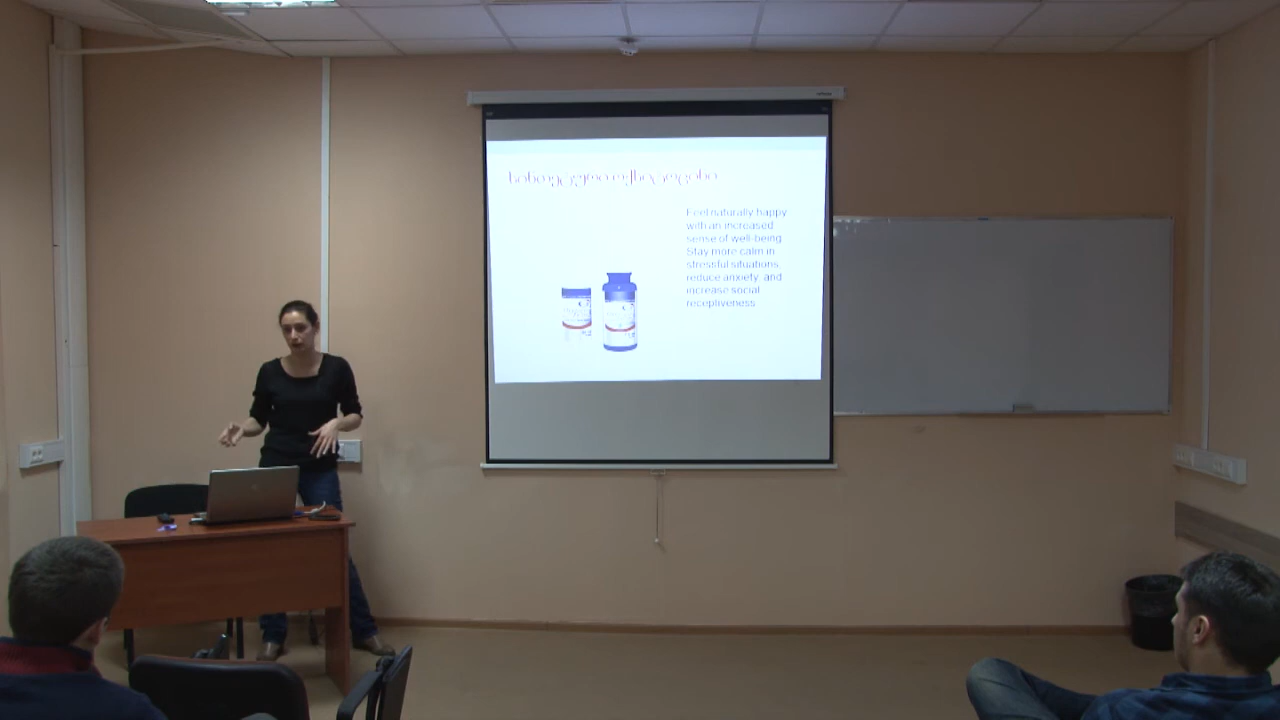 Feel naturally happy
with an increased
sense of well-being.
Stay more calm in
stressful situations,
reduce anxiety, and
increase social
receptiveness